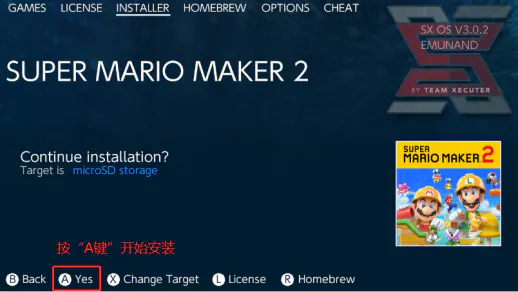 GAMES LICENSE INSTALLER HOMEBREW OPTIONS CHEAT
SX OS V3.0.2
EMUNAND
SUPER MARIO MAKER 2
BY TEAM XECUTER
SUPER
MARIO MAKER 2
Continue installation?
Target is microSD storage
按“A键”开始安装
B Back A Yes X Change Target L License R Homebrew